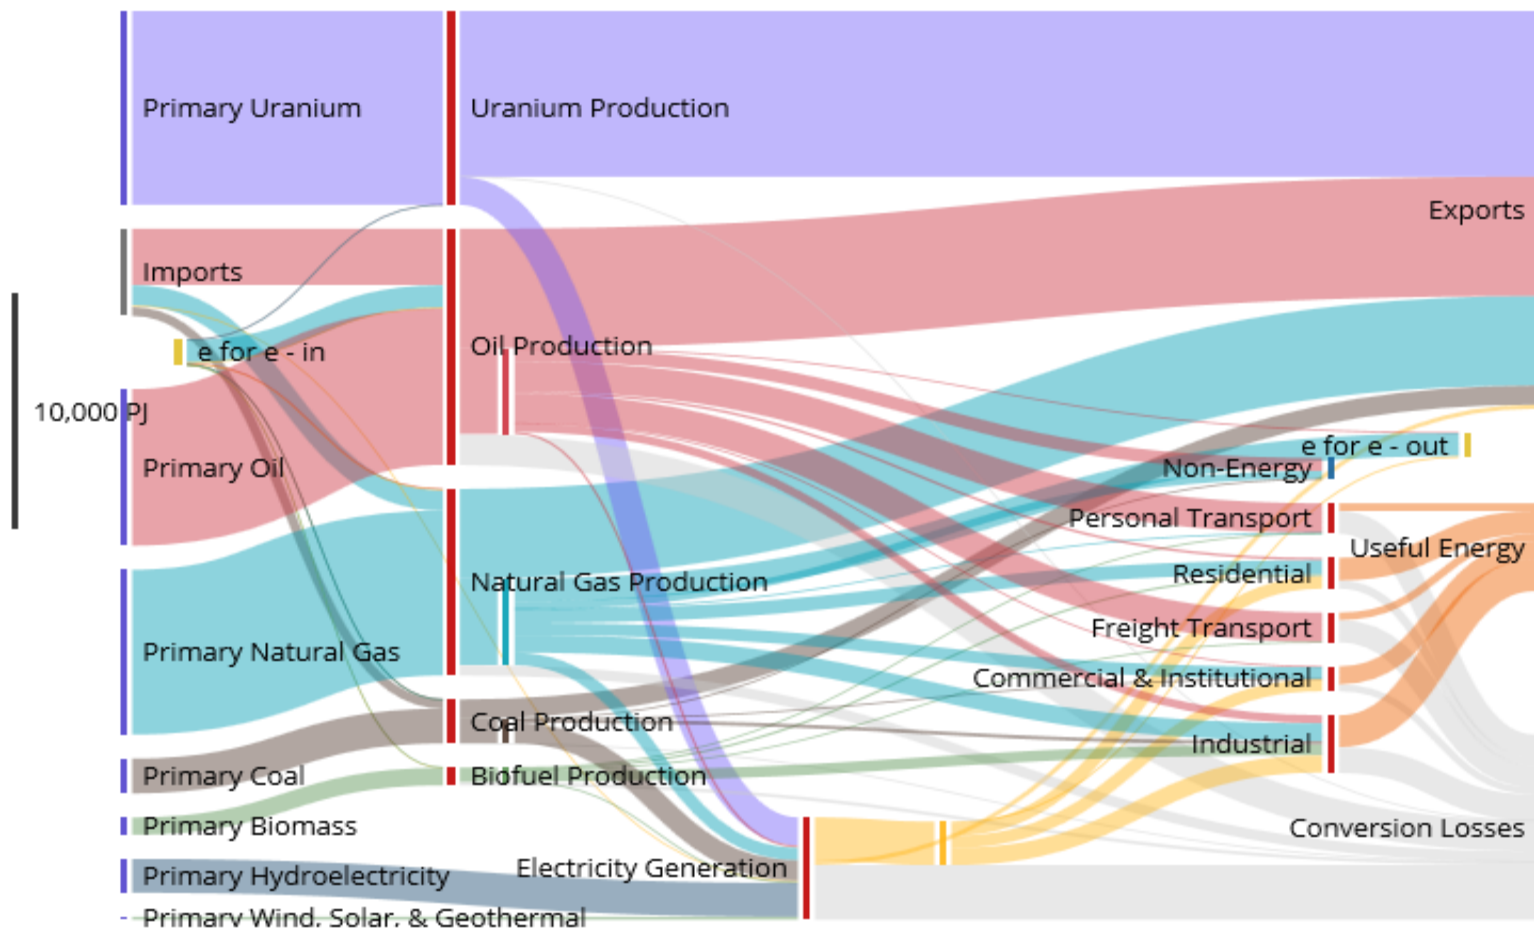 Primary Uranium
Uranium Production
Exports
Imports
e for e - in
Oil Production
10,000 PJ
Primary Oil
e for e - out
Non-Energy
Personal Transport
Useful Energy
Natural Gas Production
Residential
Freight Transport
Primary Natural Gas
Commercial & Institutional
Coal Production
Industrial
Primary Coal
Biofuel Production
Primary Biomass
Conversion Losses
Electricity Generation
Primary Hydroelectricity
Primary Wind, Solar, & Geothermal